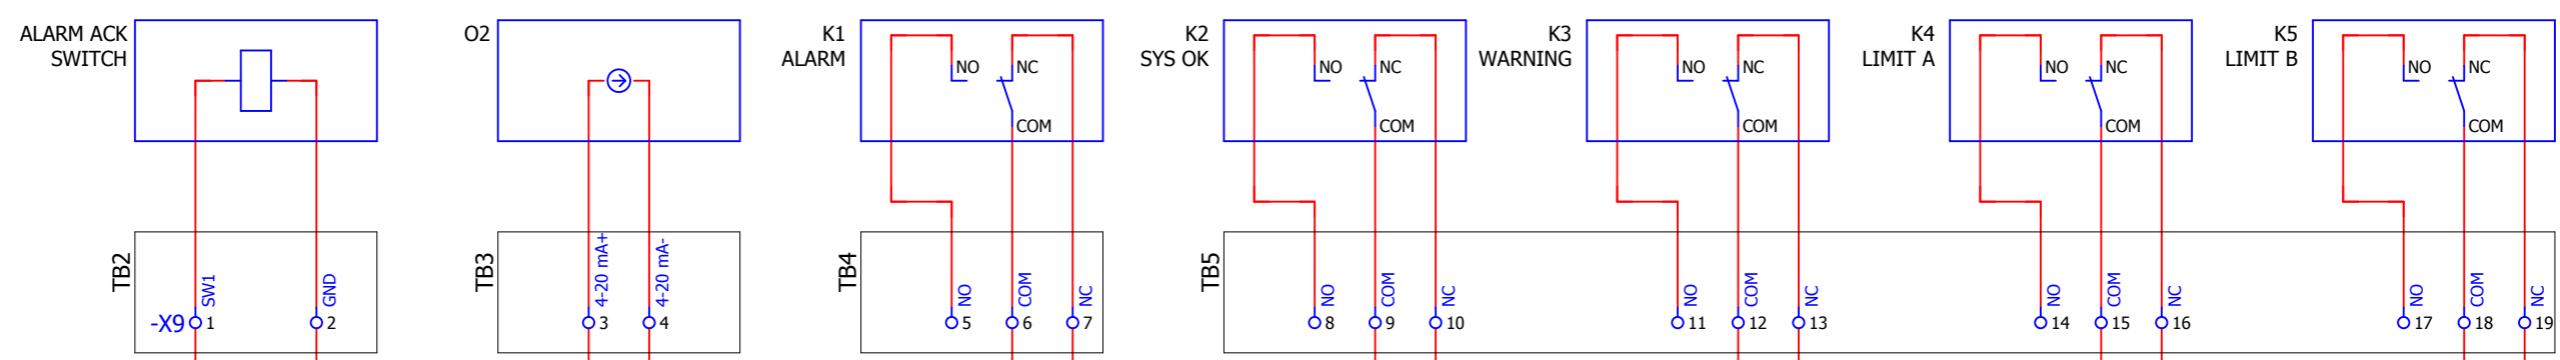 ALARM ACK
SWITCH
O2
K1
ALARM
NO
NC
COM
K2
SYS OK
NO
NC
COM
K3
WARNING
NO
NC
COM
K4
LIMIT A
NO
NC
COM
K5
LIMIT B
NO
NC
COM
TB2
SW1
GND
-X9
1
2
TB3
4-20 mA+
4-20 mA-
3
4
TB4
NO
COM
NC
5
6
7
TB5
NO
COM
NC
8
9
10
NO
COM
NC
11
12
13
NO
COM
NC
14
15
16
NO
COM
NC
17
18
19